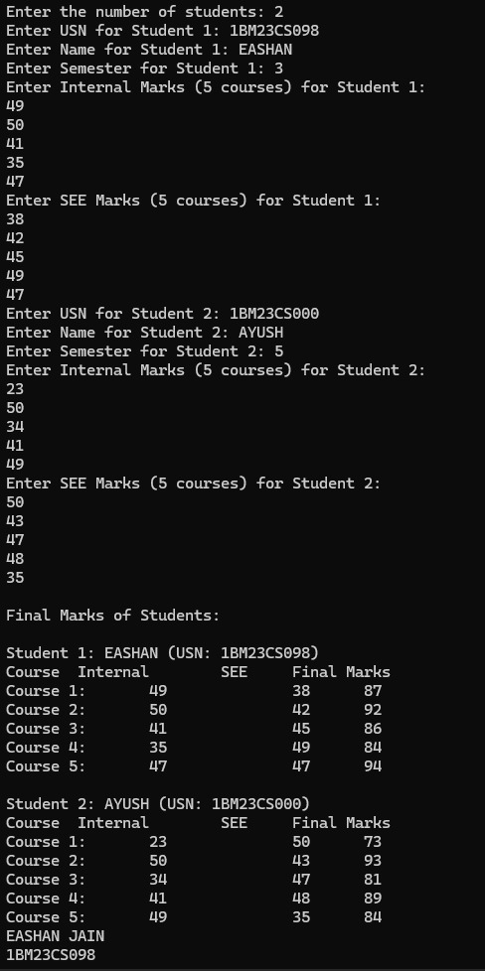 Enter the number of students: 2
Enter USN for Student 1: 1BM23CS098
Enter Name for Student 1: EASHAN
Enter Semester for Student 1: 3
Enter Internal Marks (5 courses) for Student 1:
49
50
41
35
47
Enter SEE Marks (5 courses) for Student 1:
38
42
45
49
47
Enter USN for Student 2: 1BM23CS000
Enter Name for Student 2: AYUSH
Enter Semester for Student 2: 5
Enter Internal Marks (5 courses) for Student 2:
23
50
34
41
49
Enter SEE Marks (5 courses) for Student 2:
50
43
47
48
35

Final Marks of Students:

Student 1: EASHAN (USN: 1BM23CS098)
Course  Internal        SEE     Final Marks
Course 1:       49              38      87
Course 2:       50              42      92
Course 3:       41              45      86
Course 4:       35              49      84
Course 5:       47              47      94

Student 2: AYUSH (USN: 1BM23CS000)
Course  Internal        SEE     Final Marks
Course 1:       23              50      73
Course 2:       50              43      93
Course 3:       34              47      81
Course 4:       41              48      89
Course 5:       49              35      84
EASHAN JAIN
1BM23CS098